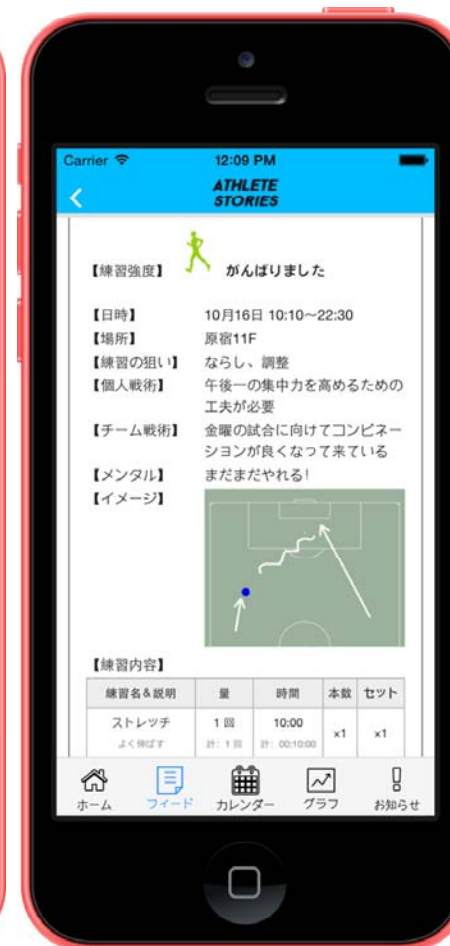 Carrier 12:09 PM
ATHLETE
STORIES
【練習強度】 がんばりました
【日時】 10月16日 10:10～22:30
【場所】 原宿11F
【練習の狙い】 ならし、調整
【個人戦術】 午後一の集中力を高めるための
工夫が必要
【チーム戦術】 金曜の試合に向けてコンビネー
ションが良くなって来ている
【メンタル】 まだまだやれる!
【イメージ】
【練習内容】
練習名&説明 量 時間 本数 セット
ストレッチ 1 回 10:00 x1 x1
よく伸ばす 計: 1 回 計: 00:10:00
ホーム フィード カレンダー グラフ お知らせ